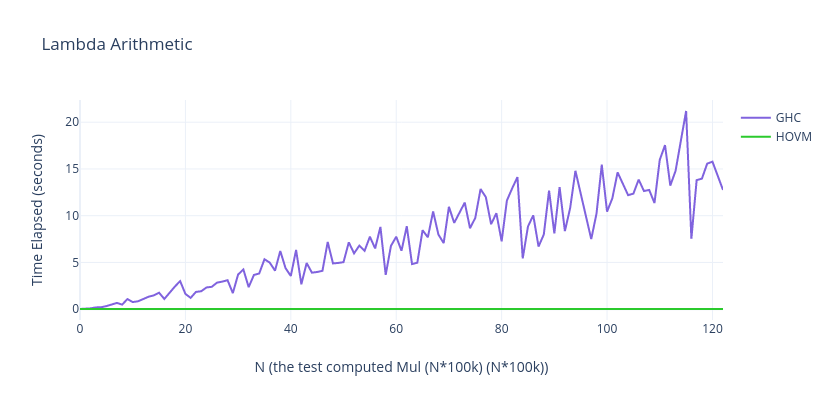 Lambda Arithmetic
Time Elapsed (seconds)
20
15
10
5
0
0 20 40 60 80 100 120
N (the test computed Mul (N*100k) (N*100k))
GHC
HOVM